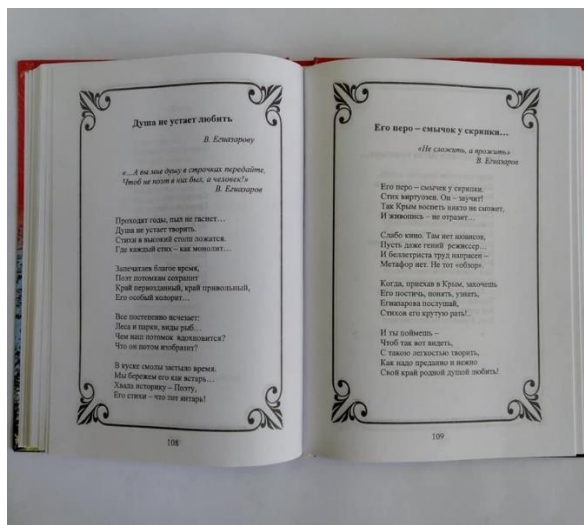 Душа не устает любить
В. Егиазарову
«...А вы мне душу в строчках передайте,
Чтоб не поэт в них был, а человек!»
В. Егиазаров
Проходят годы, пыл не гаснет...
Душа не устает творить.
Стихи в высокий столп ложатся.
Где каждый стих – как монолит...
Запечатлев благое время,
Поэт потомкам сохранит
Край первозданный, край привольный,
Его особый колорит...
Все постепенно исчезает:
Леса и парки, виды рыб...
Чем наш потомок вдохновится?
Что он потом изобразит?
В куске смолы застыло время.
Мы бережем его как встарь...
Хвала историку – Поэту,
Его стихи – что тот янтарь!
108
Его перо – смычок у скрипки...
«Не сложить, а прожить»
В. Егиазаров
Его перо – смычек у скрипки.
Стих виртуозен. Он – звучит!
Так Крым воспеть никто не сможет,
И живопись – не отразит...
Слабо кино. Там нет нюансов,
Пусть даже гений режиссер...
И беллетриста труд напрасен –
Метафор нет. Не тот «обзор».
Когда, приехав в Крым, захочешь
Его постичь, понять, узнать,
Егиазарова послушай,
Стихов его крутую рать!..
И ты поймешь –
Чтоб так вот видеть,
С такою легкостью творить,
Как надо преданно и нежно
Свой край родной душой любить!
109